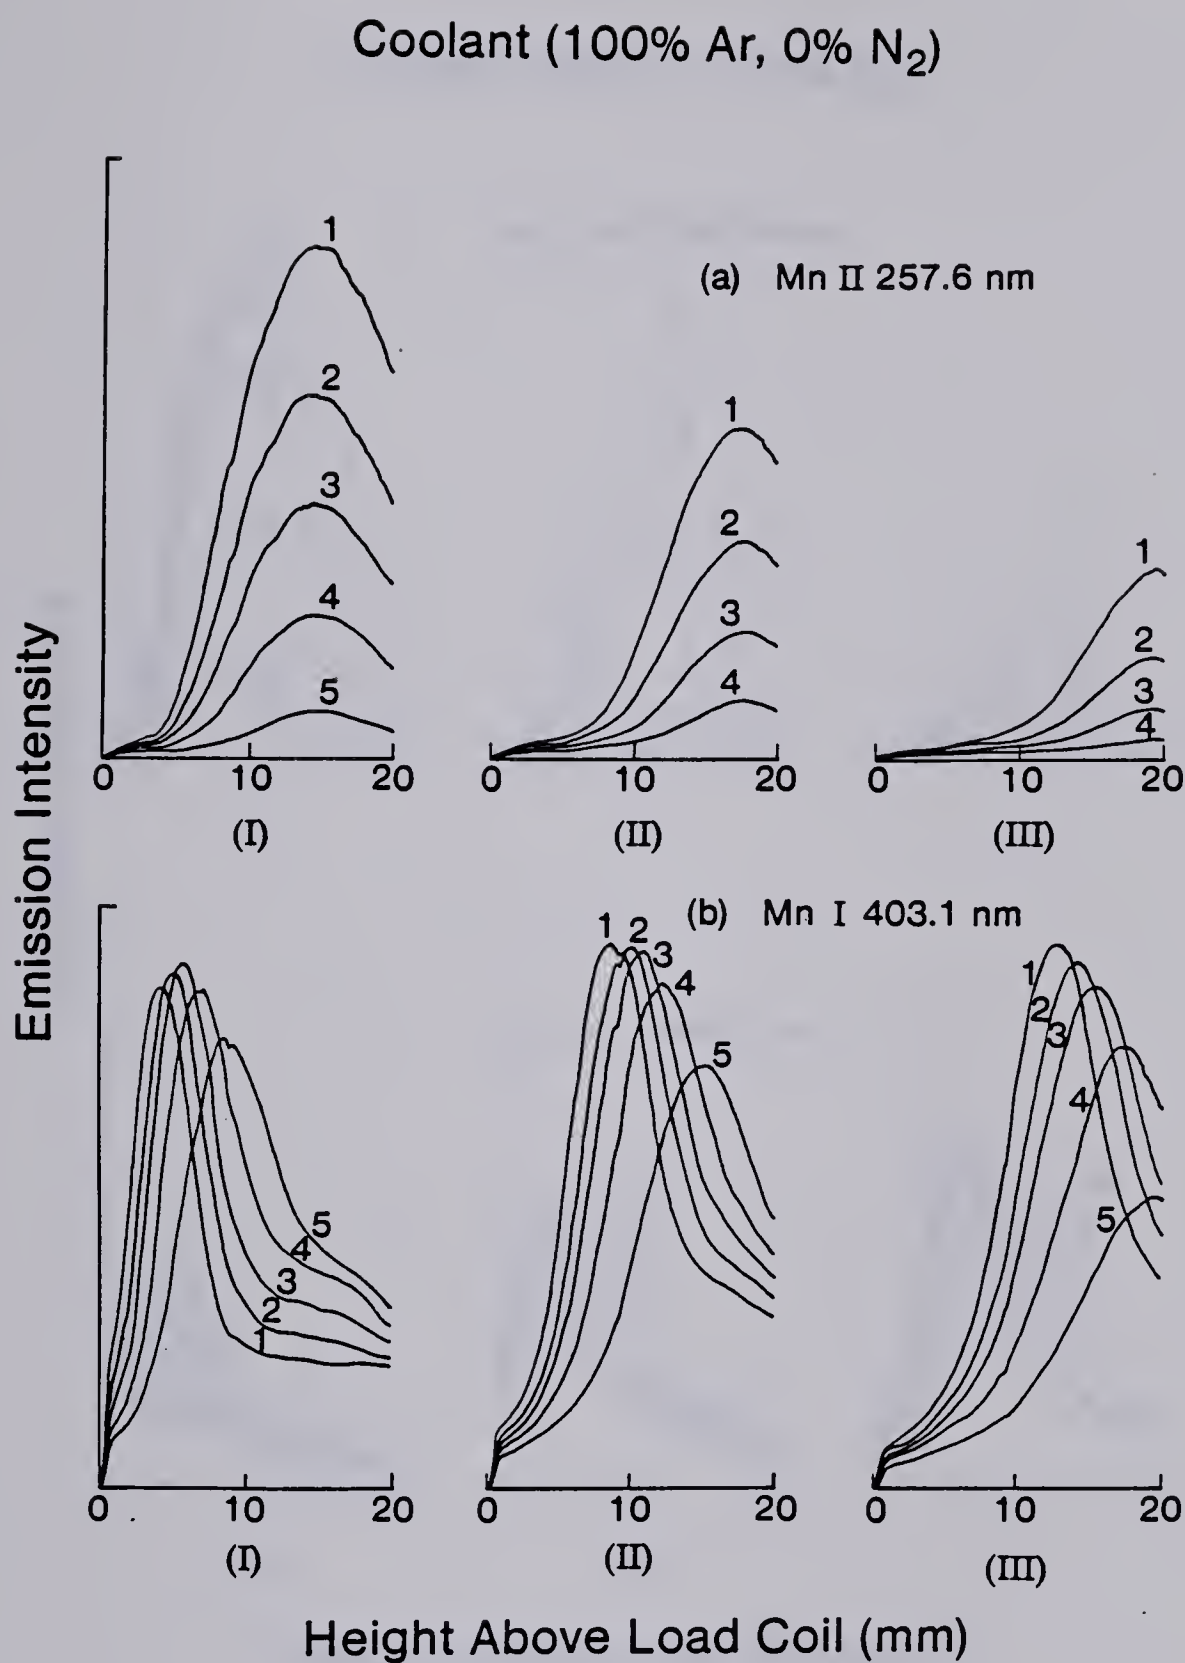 Coolant (100% Ar, 0% N₂)
(a) Mn II 257.6 nm
1
2
3
4
5
1
2
3
4
1
2
3
4
0 10 20
0 10 20
0 10 20
(I) (II) (III)
Emission Intensity
(b) Mn I 403.1 nm
5
4
3
2
1
1
2
3
4
5
1
2
3
4
5
0 10 20
0 10 20
0 10 20
(I) (II) (III)
Height Above Load Coil (mm)